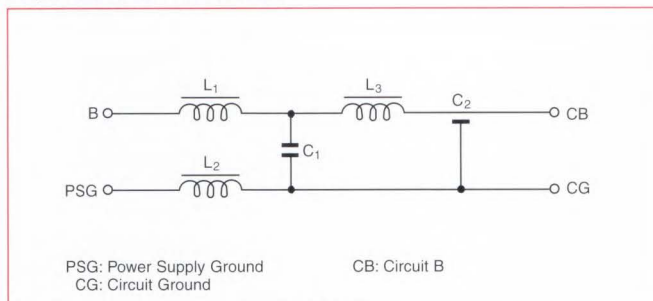 L1
L3
C2
B
CB
C1
L2
PSG
CG
PSG: Power Supply Ground
CB: Circuit B
CG: Circuit Ground